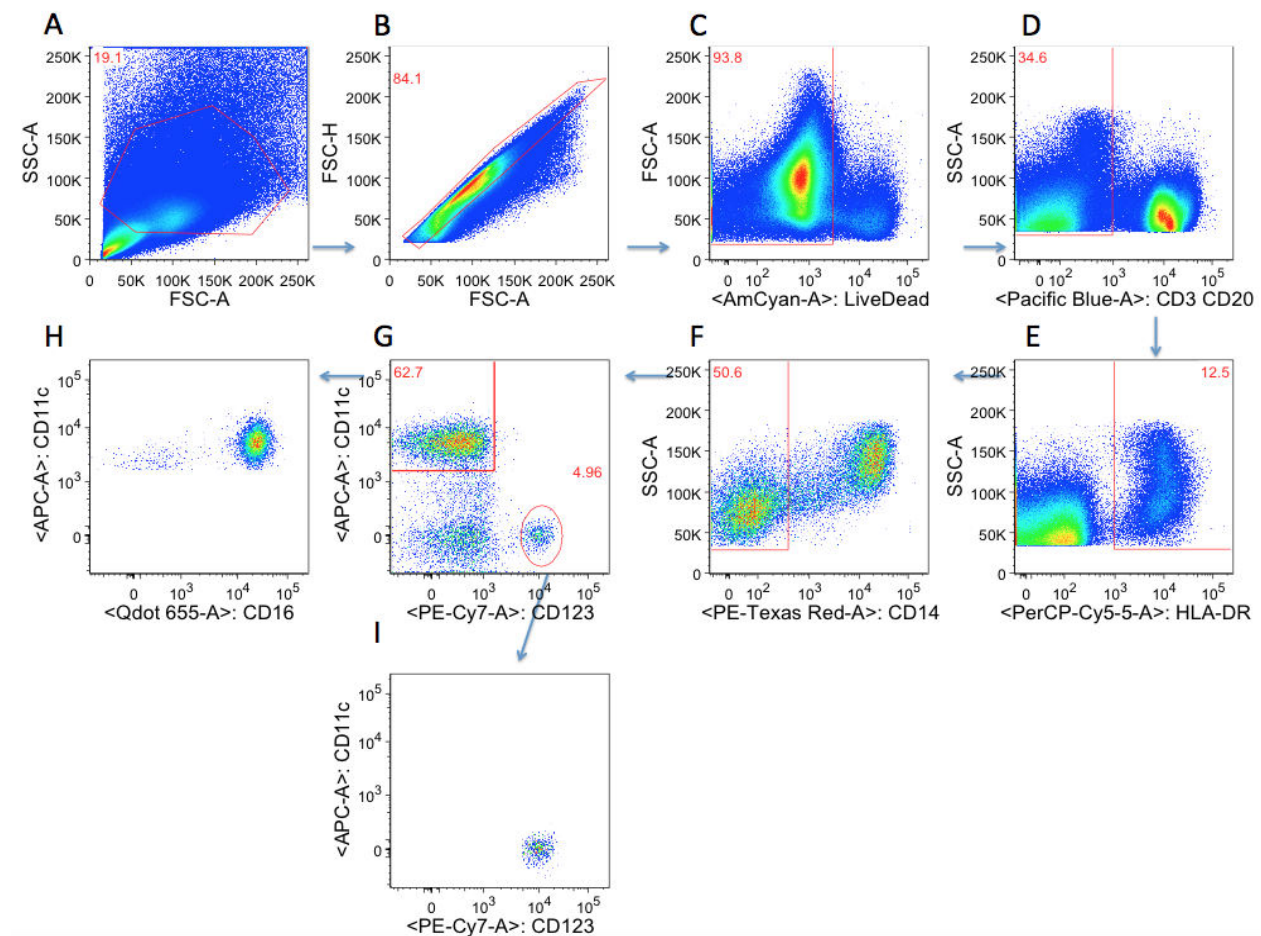 A
19.1
250K
200K
150K
100K
50K
0
SSC-A
0 50K 100K 150K 200K 250K
FSC-A
B
84.1
250K
200K
150K
100K
50K
0
FSC-H
0 50K 100K 150K 200K 250K
FSC-A
C
93.8
250K
200K
150K
100K
50K
0
FSC-A
0 10² 10³ 10⁴ 10⁵
<AmCyan-A>: LiveDead
D
34.6
250K
200K
150K
100K
50K
0
SSC-A
0 10² 10³ 10⁴ 10⁵
<Pacific Blue-A>: CD3 CD20
H
10⁵
10⁴
10³
0
<APC-A>: CD11c
0 10³ 10⁴ 10⁵
<Qdot 655-A>: CD16
G
62.7
4.96
10⁵
10⁴
10³
0
<APC-A>: CD11c
0 10³ 10⁴ 10⁵
<PE-Cy7-A>: CD123
F
50.6
250K
200K
150K
100K
50K
0
SSC-A
0 10² 10³ 10⁴ 10⁵
<PE-Texas Red-A>: CD14
E
12.5
250K
200K
150K
100K
50K
0
SSC-A
0 10² 10³ 10⁴ 10⁵
<PerCP-Cy5-5-A>: HLA-DR
I
10⁵
10⁴
10³
0
<APC-A>: CD11c
0 10³ 10⁴ 10⁵
<PE-Cy7-A>: CD123